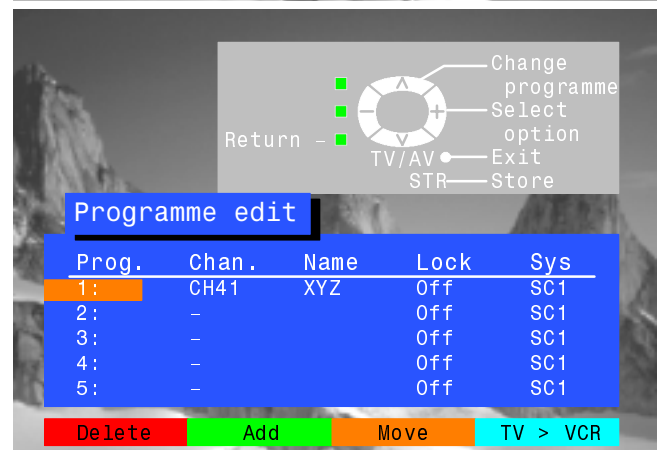 Change
programme
Select
option
Return –
TV/AV Exit
STR Store
Programme edit
Prog. Chan. Name Lock Sys
1: CH41 XYZ Off SC1
2: – Off SC1
3: – Off SC1
4: – Off SC1
5: – Off SC1
Delete Add Move TV > VCR